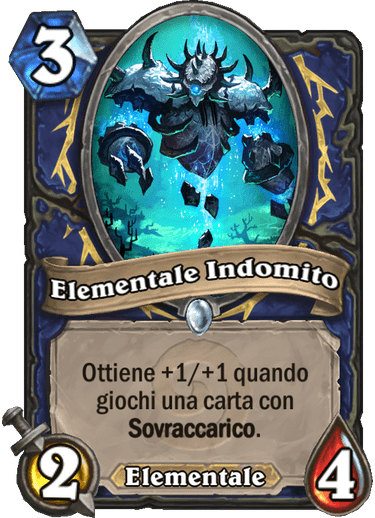 3
Elementale Indomito
Ottiene +1/+1 quando
giochi una carta con
Sovraccarico.
2
Elementale
4